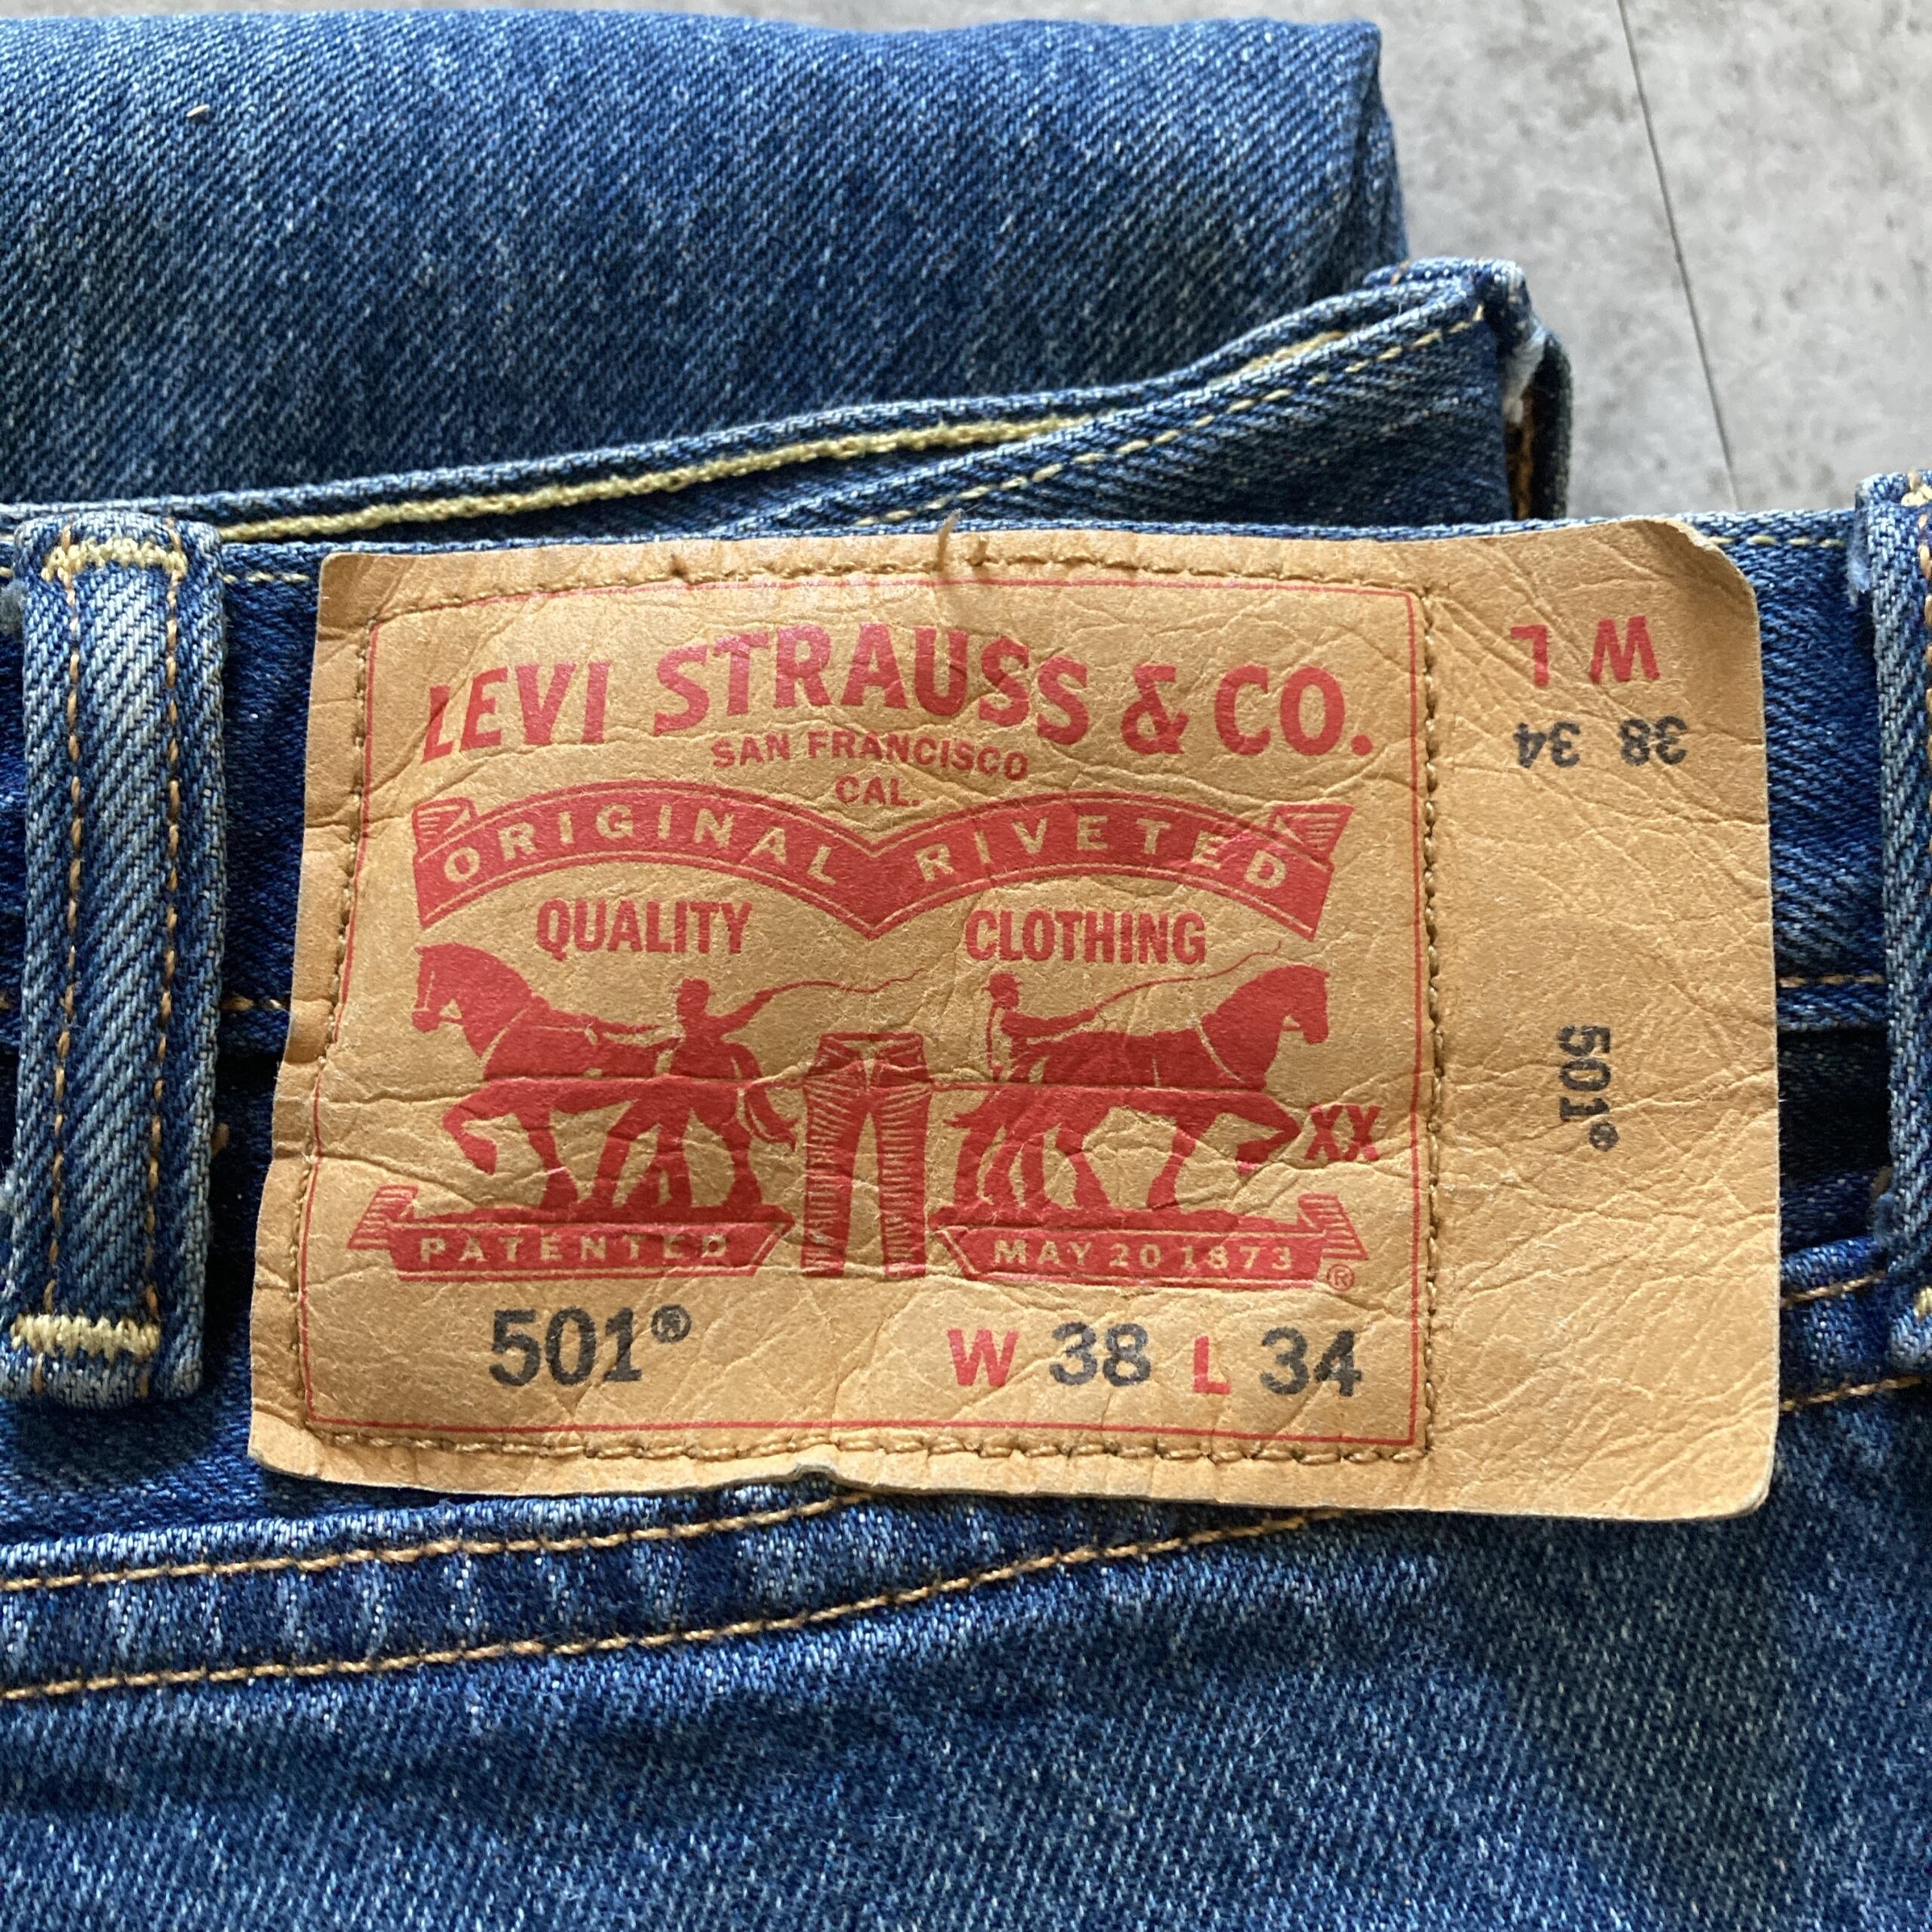 LEVI STRAUSS & CO.
SAN FRANCISCO
CAL.
ORIGINAL RIVETED
QUALITY CLOTHING
XX
PATENTED MAY 20 1873 ®
501® W 38 L 34
W L
38 34
501®